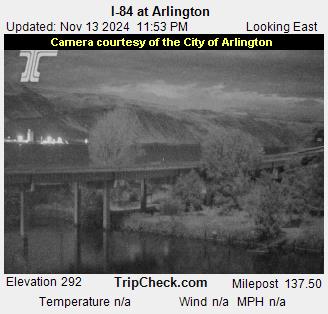 I-84 at Arlington
Updated: Nov 13 2024 11:53 PM Looking East
Camera courtesy of the City of Arlington
Elevation 292 TripCheck.com Milepost 137.50
Temperature n/a Wind n/a MPH n/a